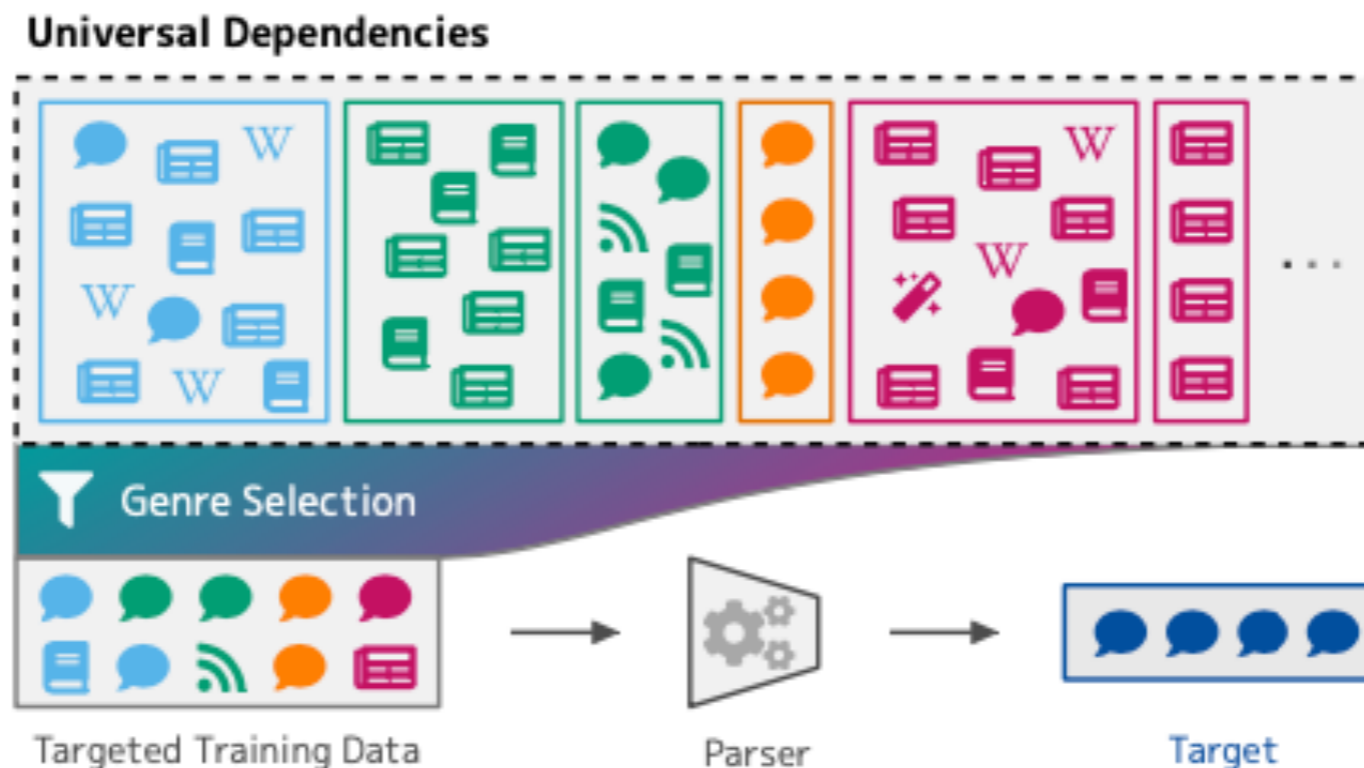 Universal Dependencies
W
W
W
W
W
...
Genre Selection
Targeted Training Data
Parser
Target